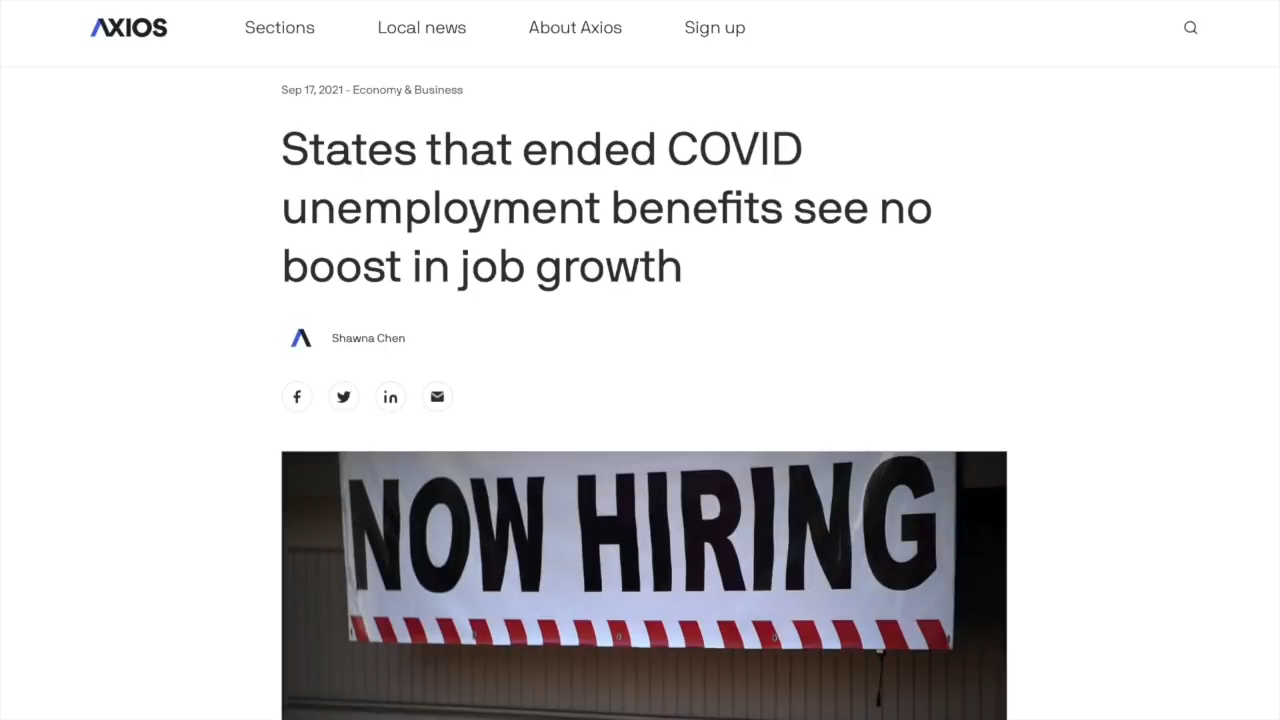 AXIOS
Sections
Local news
About Axios
Sign up
Sep 17, 2021 - Economy & Business
States that ended COVID
unemployment benefits see no
boost in job growth
Shawna Chen
NOW HIRING